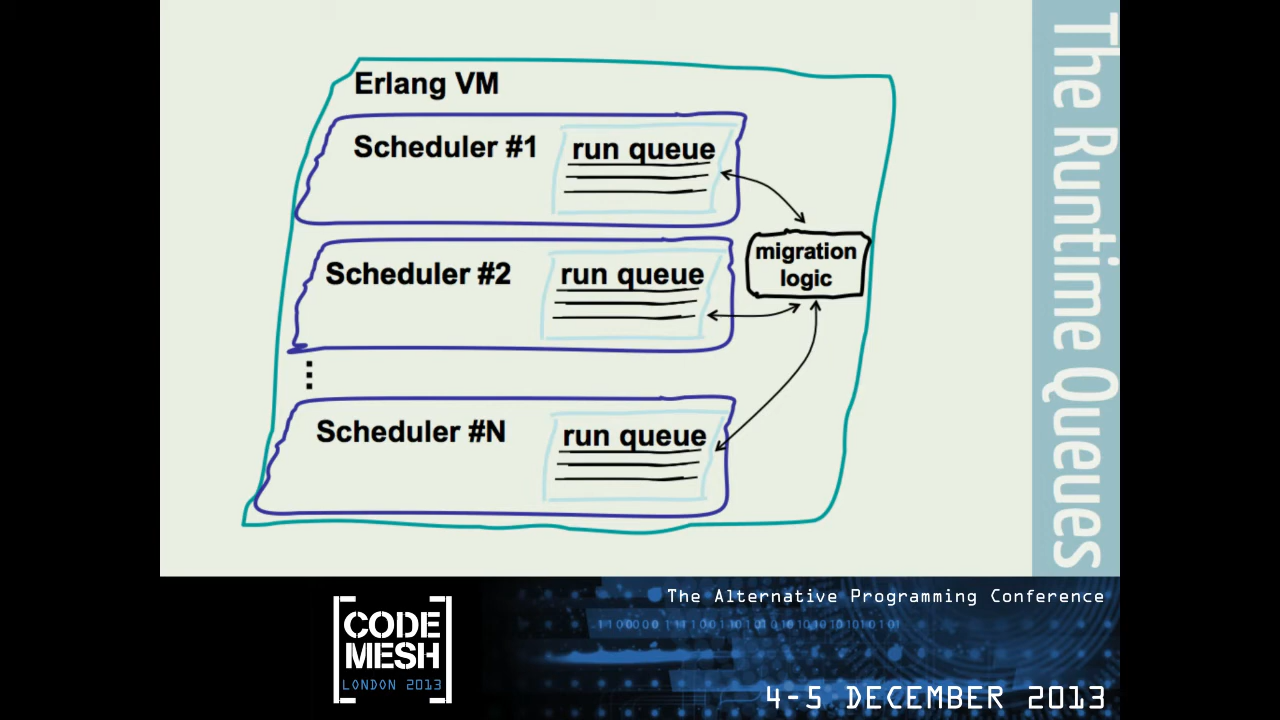 Erlang VM
Scheduler #1
run queue
Scheduler #2
run queue
migration
logic
Scheduler #N
run queue
The Runtime Queues
The Alternative Programming Conference
CODE
MESH
LONDON 2013
4-5 DECEMBER 2013